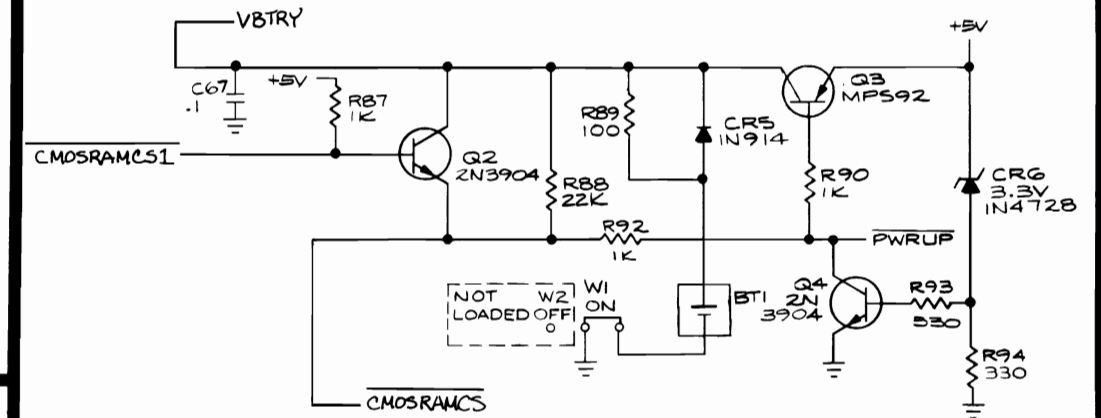 VBTRY
+5V
C67
.1
+5V
R87
1K
R89
100
CR5
1N914
Q3
MPS92
CMOSRAMCS1
Q2
2N3904
R88
22K
R90
1K
CR6
3.3V
1N4728
R92
1K
PWRUP
NOT W2
LOADED OFF
W1
ON
BT1
Q4
2N
3904
R93
330
R94
330
CMOSRAMCS